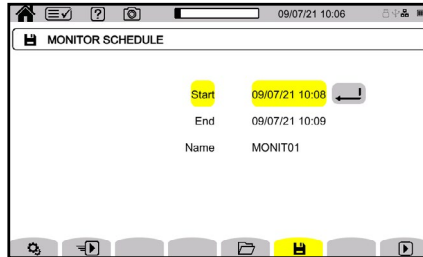 ? 09/07/21 10:06
MONITOR SCHEDULE
Start 09/07/21 10:08
End 09/07/21 10:09
Name MONIT01